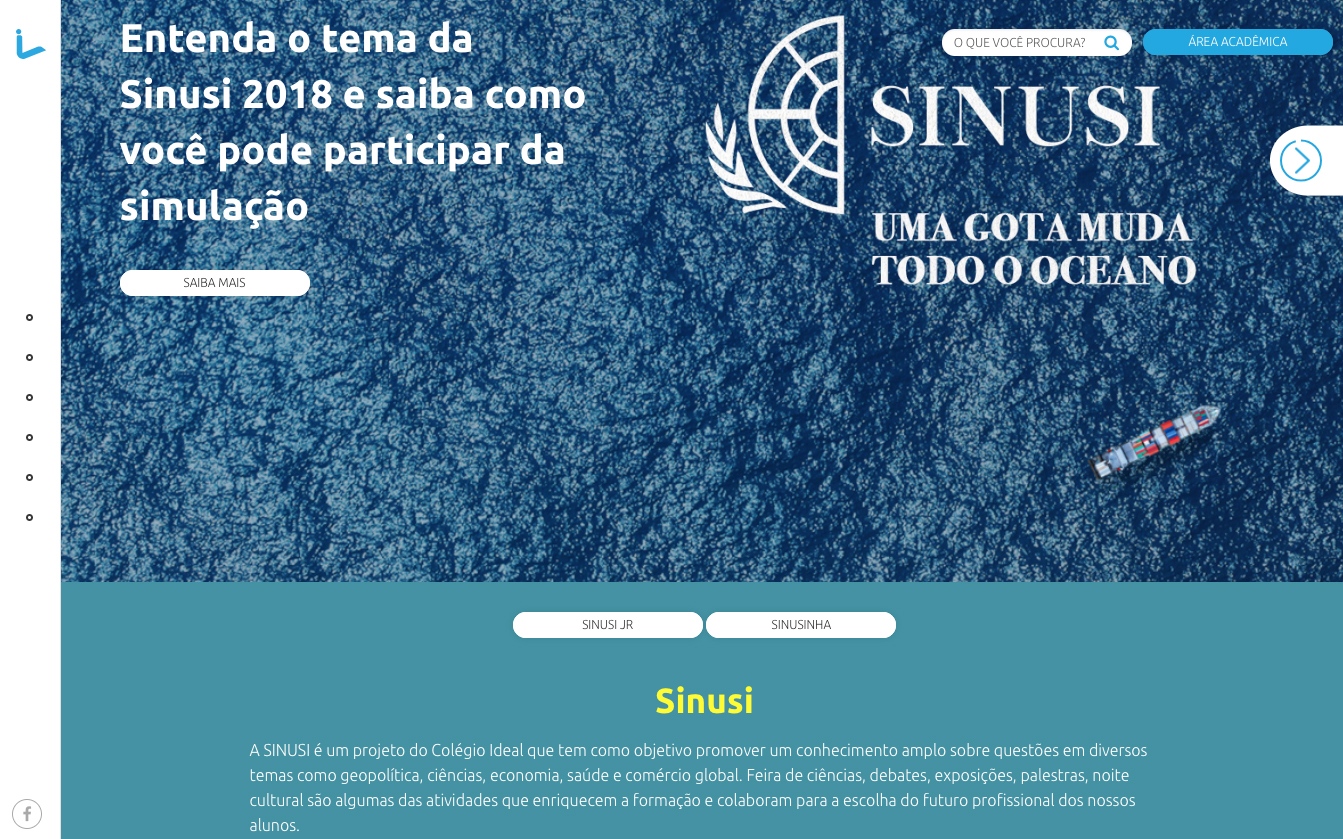 Entenda o tema da
Sinusi 2018 e saiba como
você pode participar da
simulação
SAIBA MAIS
O QUE VOCÊ PROCURA?
ÁREA ACADÊMICA
SINUSI
UMA GOTA MUDA
TODO O OCEANO
SINUSI JR
SINUSINHA
Sinusi
A SINUSI é um projeto do Colégio Ideal que tem como objetivo promover um conhecimento amplo sobre questões em diversos
temas como geopolítica, ciências, economia, saúde e comércio global. Feira de ciências, debates, exposições, palestras, noite
cultural são algumas das atividades que enriquecem a formação e colaboram para a escolha do futuro profissional dos nossos
alunos.